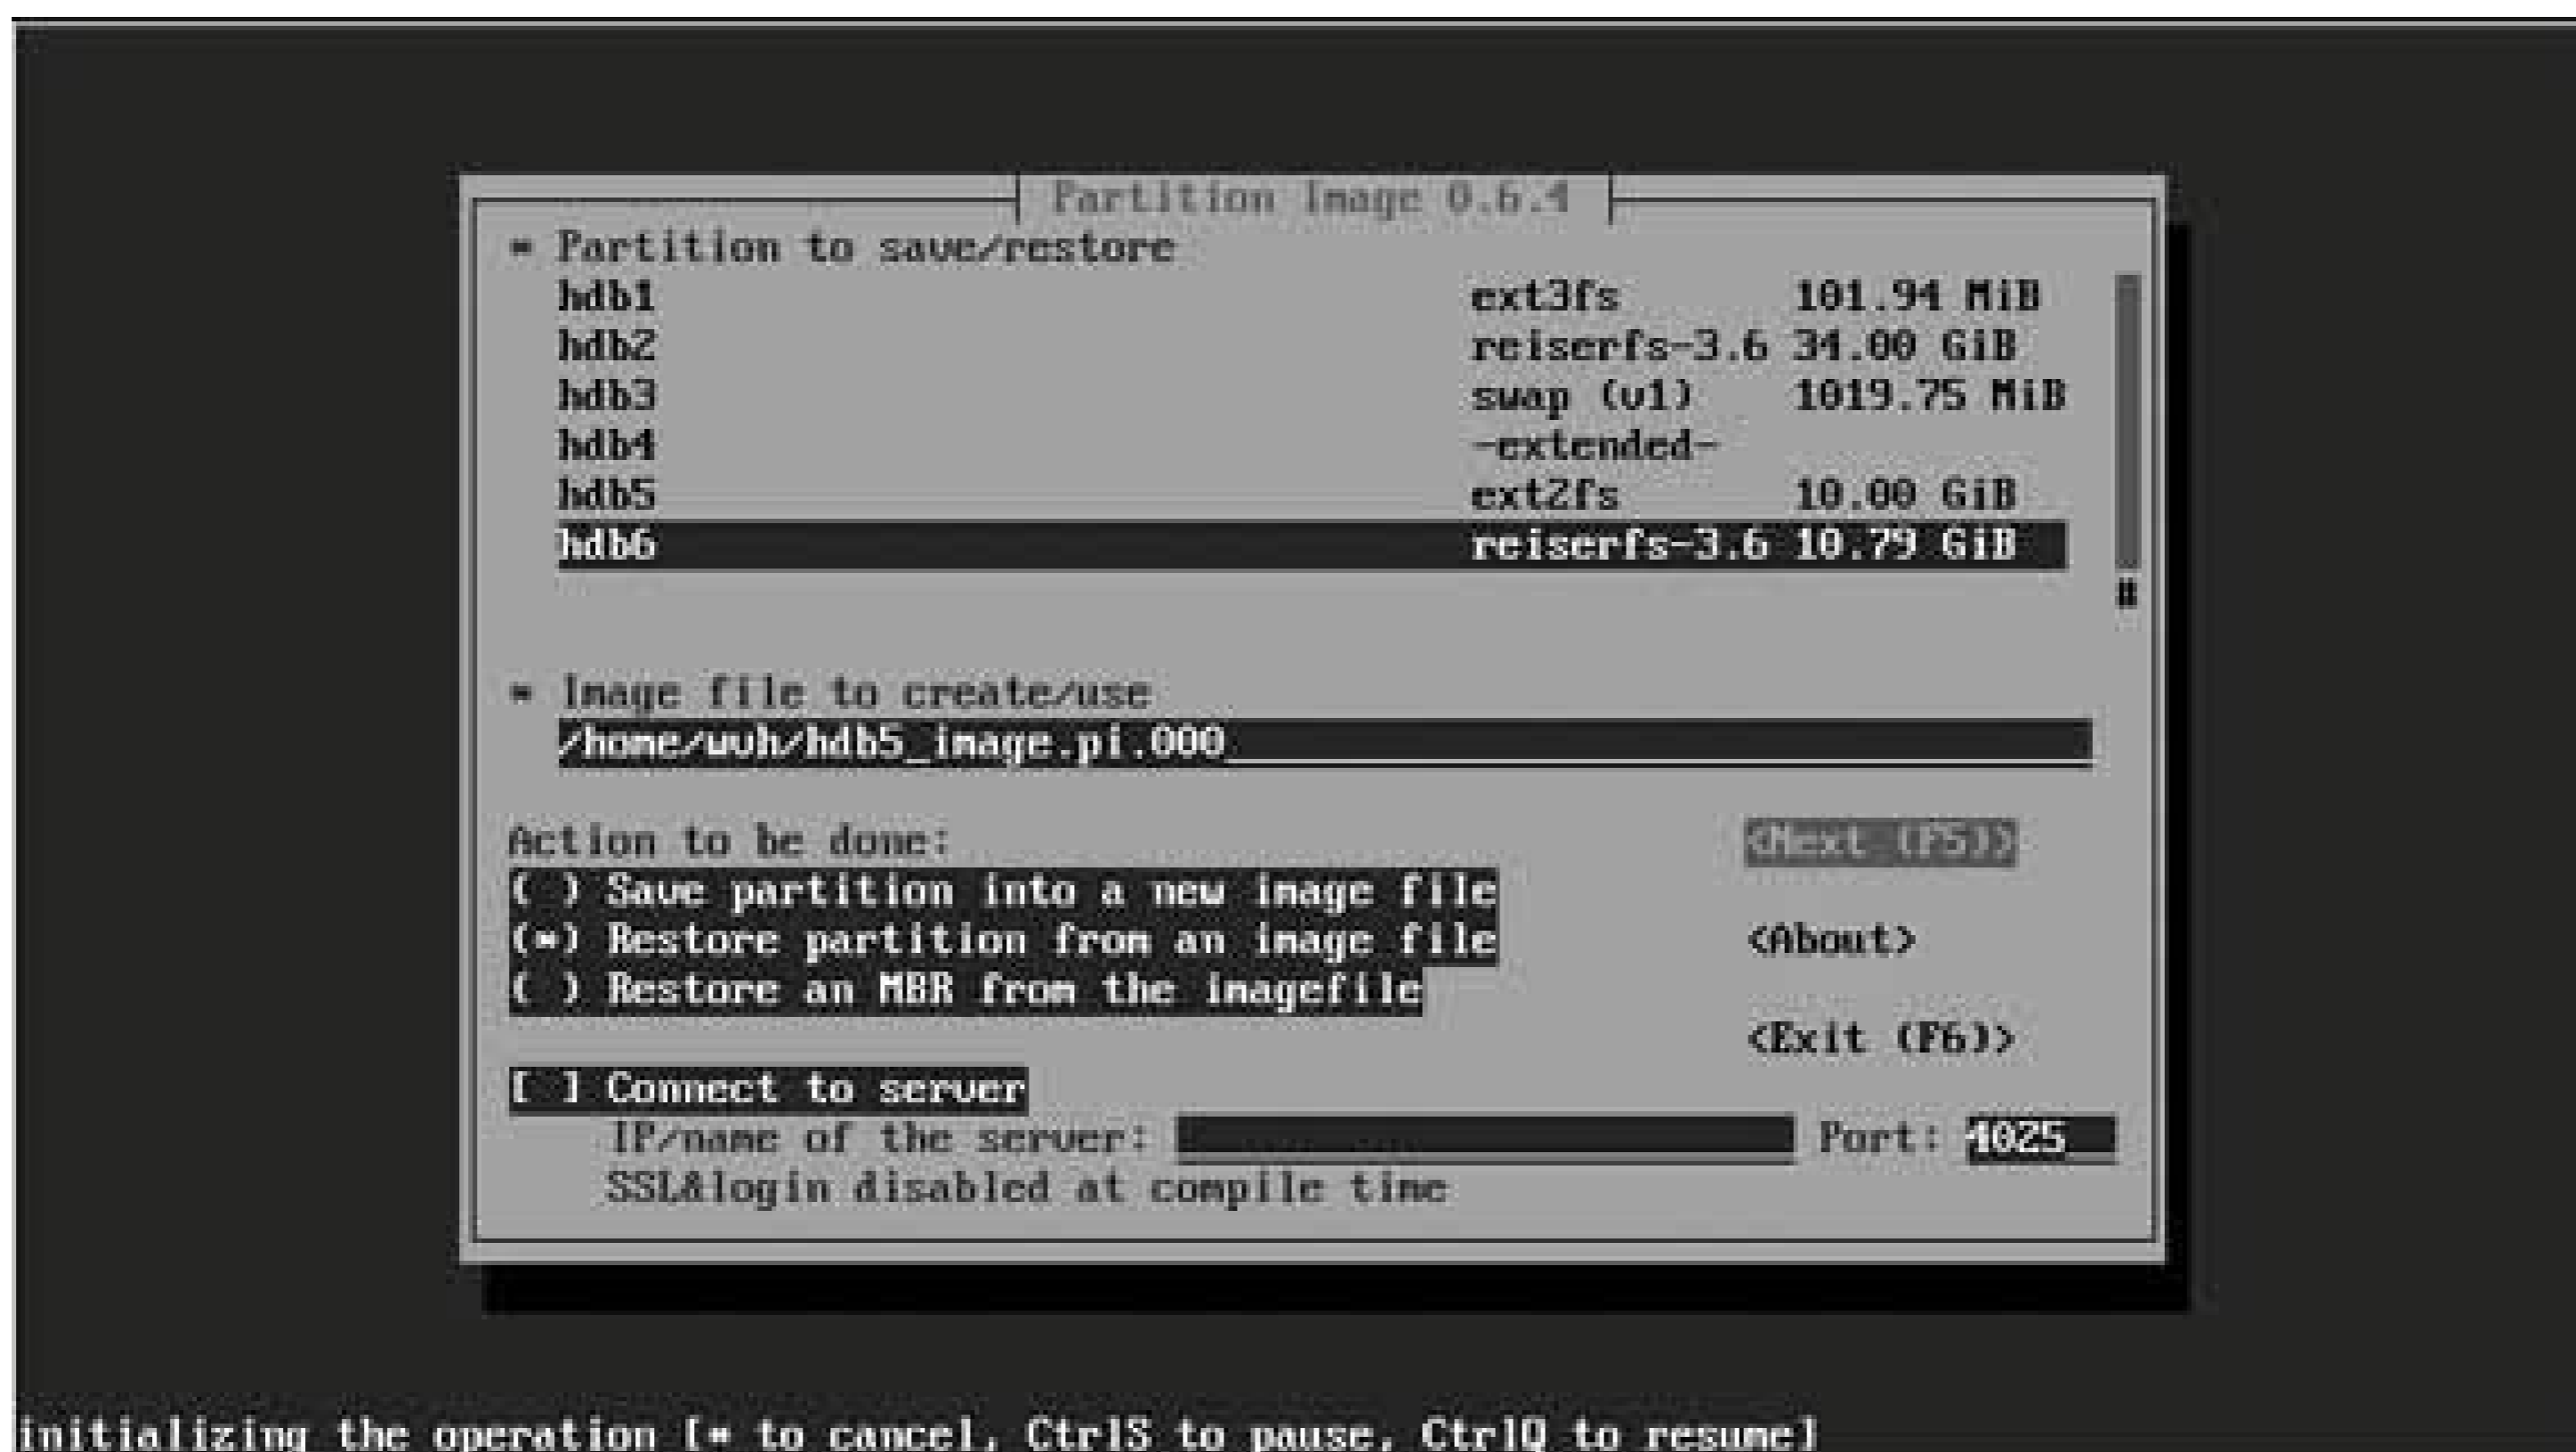 Partition Image 0.6.4
* Partition to save/restore
hdb1 ext3fs 101.94 MiB
hdb2 reiserfs-3.6 34.00 GiB
hdb3 swap (v1) 1019.75 MiB
hdb4 -extended-
hdb5 ext2fs 10.00 GiB
hdb6 reiserfs-3.6 10.79 GiB
#
* Image file to create/use
/home/wvh/hdb5_image.pi.000
Action to be done:
<Next (F5)>
( ) Save partition into a new image file
(*) Restore partition from an image file
<About>
( ) Restore an MBR from the imagefile
<Exit (F6)>
[ ] Connect to server
IP/name of the server: Port: 4025
SSL&login disabled at compile time
initializing the operation [* to cancel, CtrlS to pause, CtrlQ to resume]